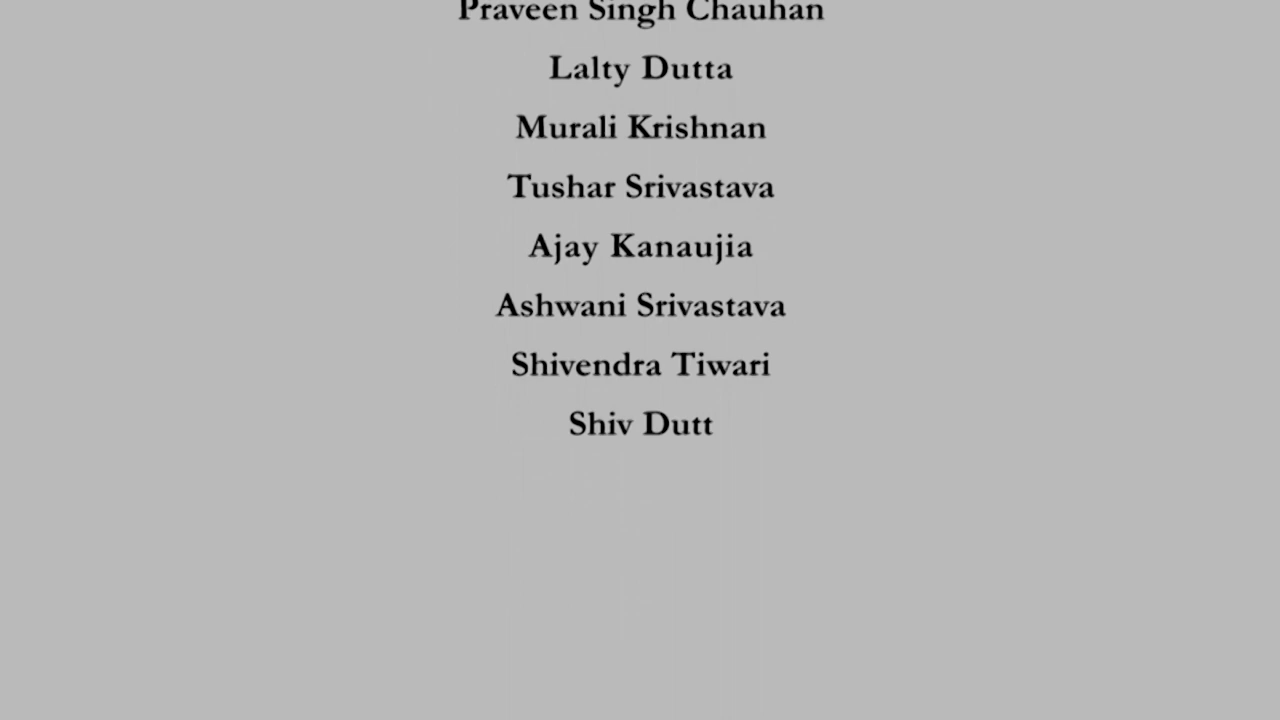 Praveen Singh Chauhan
Lalty Dutta
Murali Krishnan
Tushar Srivastava
Ajay Kanaujia
Ashwani Srivastava
Shivendra Tiwari
Shiv Dutt